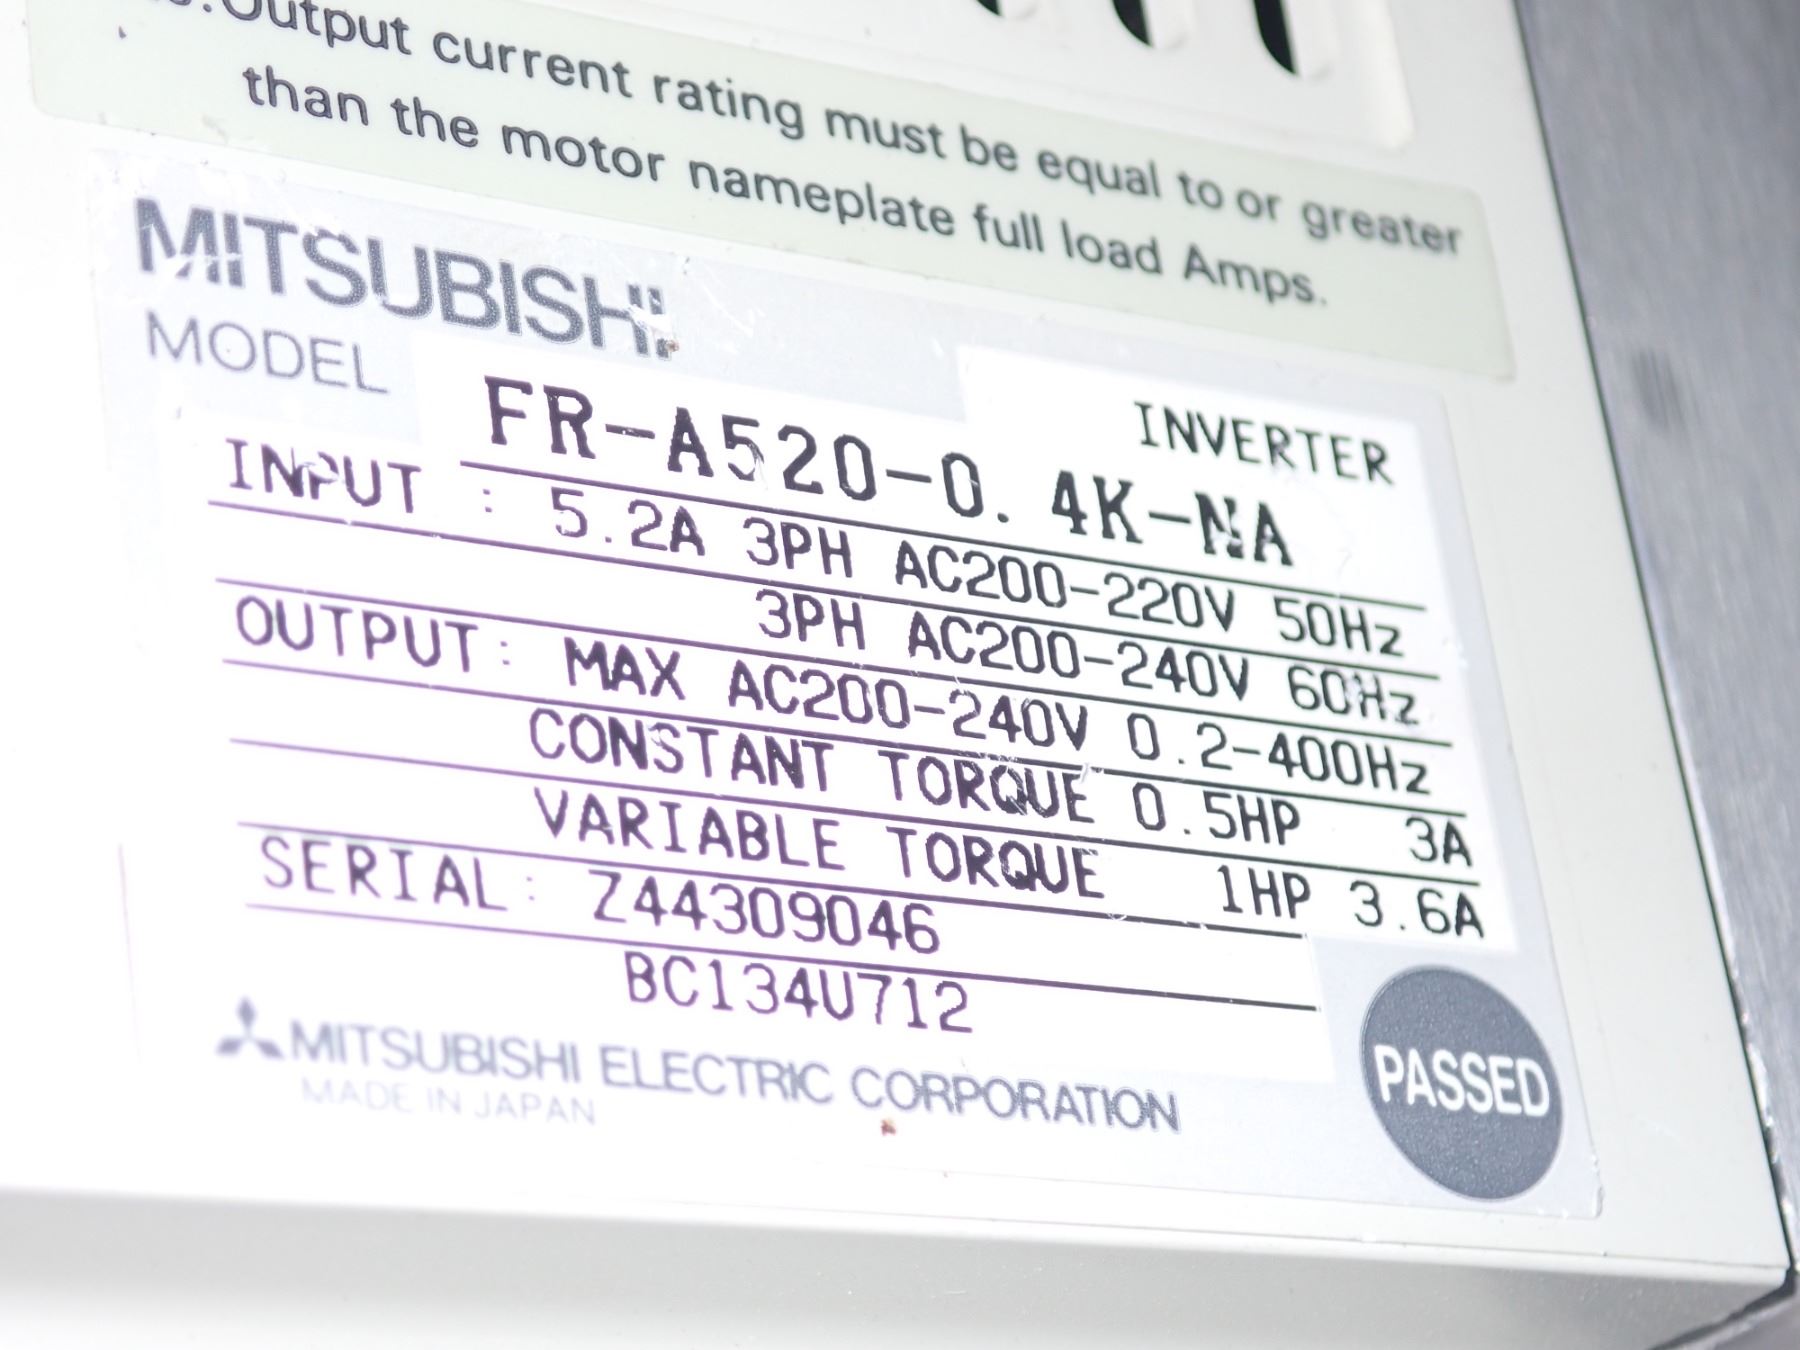 Output current rating must be equal to or greater
than the motor nameplate full load Amps.
MITSUBISHI
MODEL
INVERTER
FR-A520-0.4K-NA
INPUT : 5.2A 3PH AC200-220V 50Hz
3PH AC200-240V 60Hz
OUTPUT: MAX AC200-240V 0.2-400Hz
CONSTANT TORQUE 0.5HP 3A
VARIABLE TORQUE 1HP 3.6A
SERIAL: Z44309046
BC134U712
PASSED
MITSUBISHI ELECTRIC CORPORATION
MADE IN JAPAN